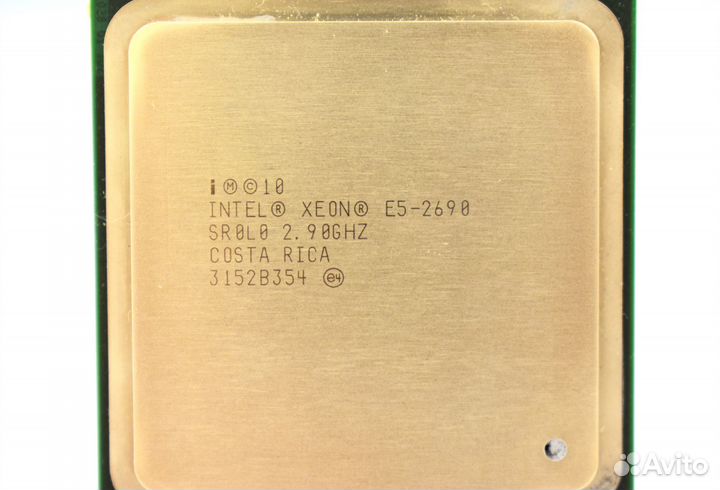 i Ⓜ ©10
INTEL® XEON® E5-2690
SR0L0 2.90GHZ
COSTA RICA
3152B354 e4
Avito